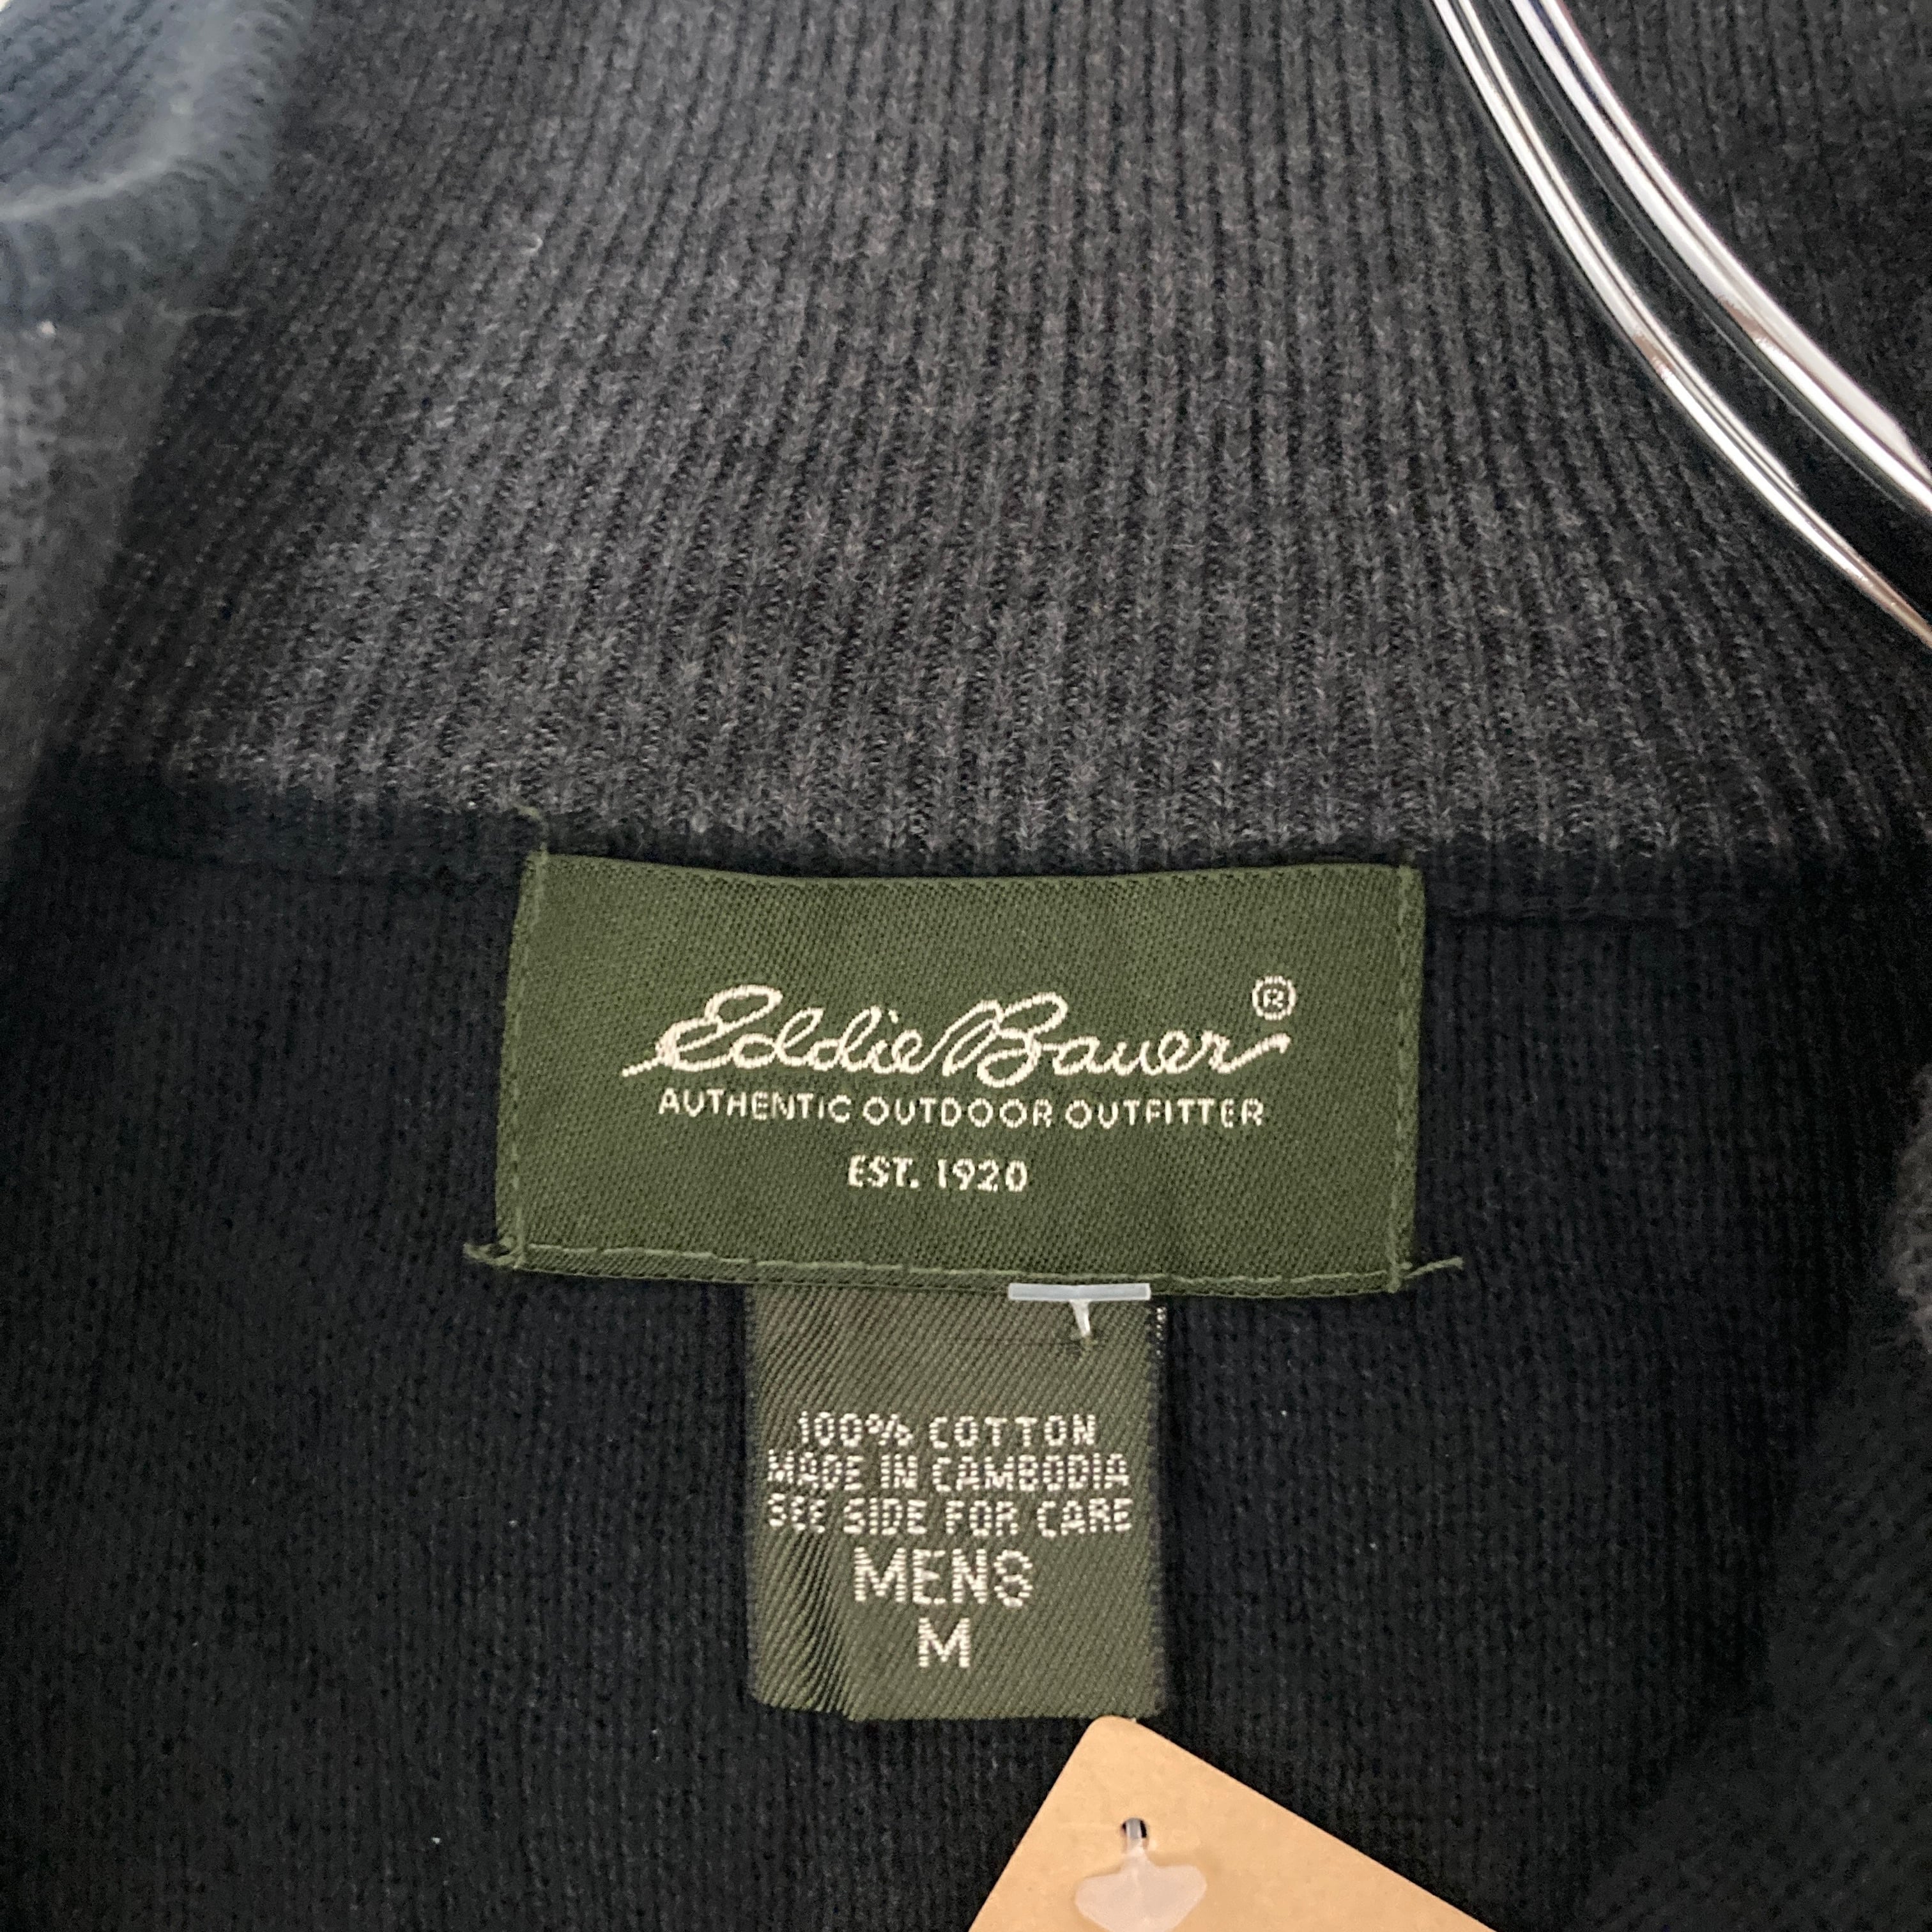 Eddie Bauer®
AUTHENTIC OUTDOOR OUTFITTER
EST. 1920
100% COTTON
MADE IN CAMBODIA
SEE SIDE FOR CARE
MENS
M